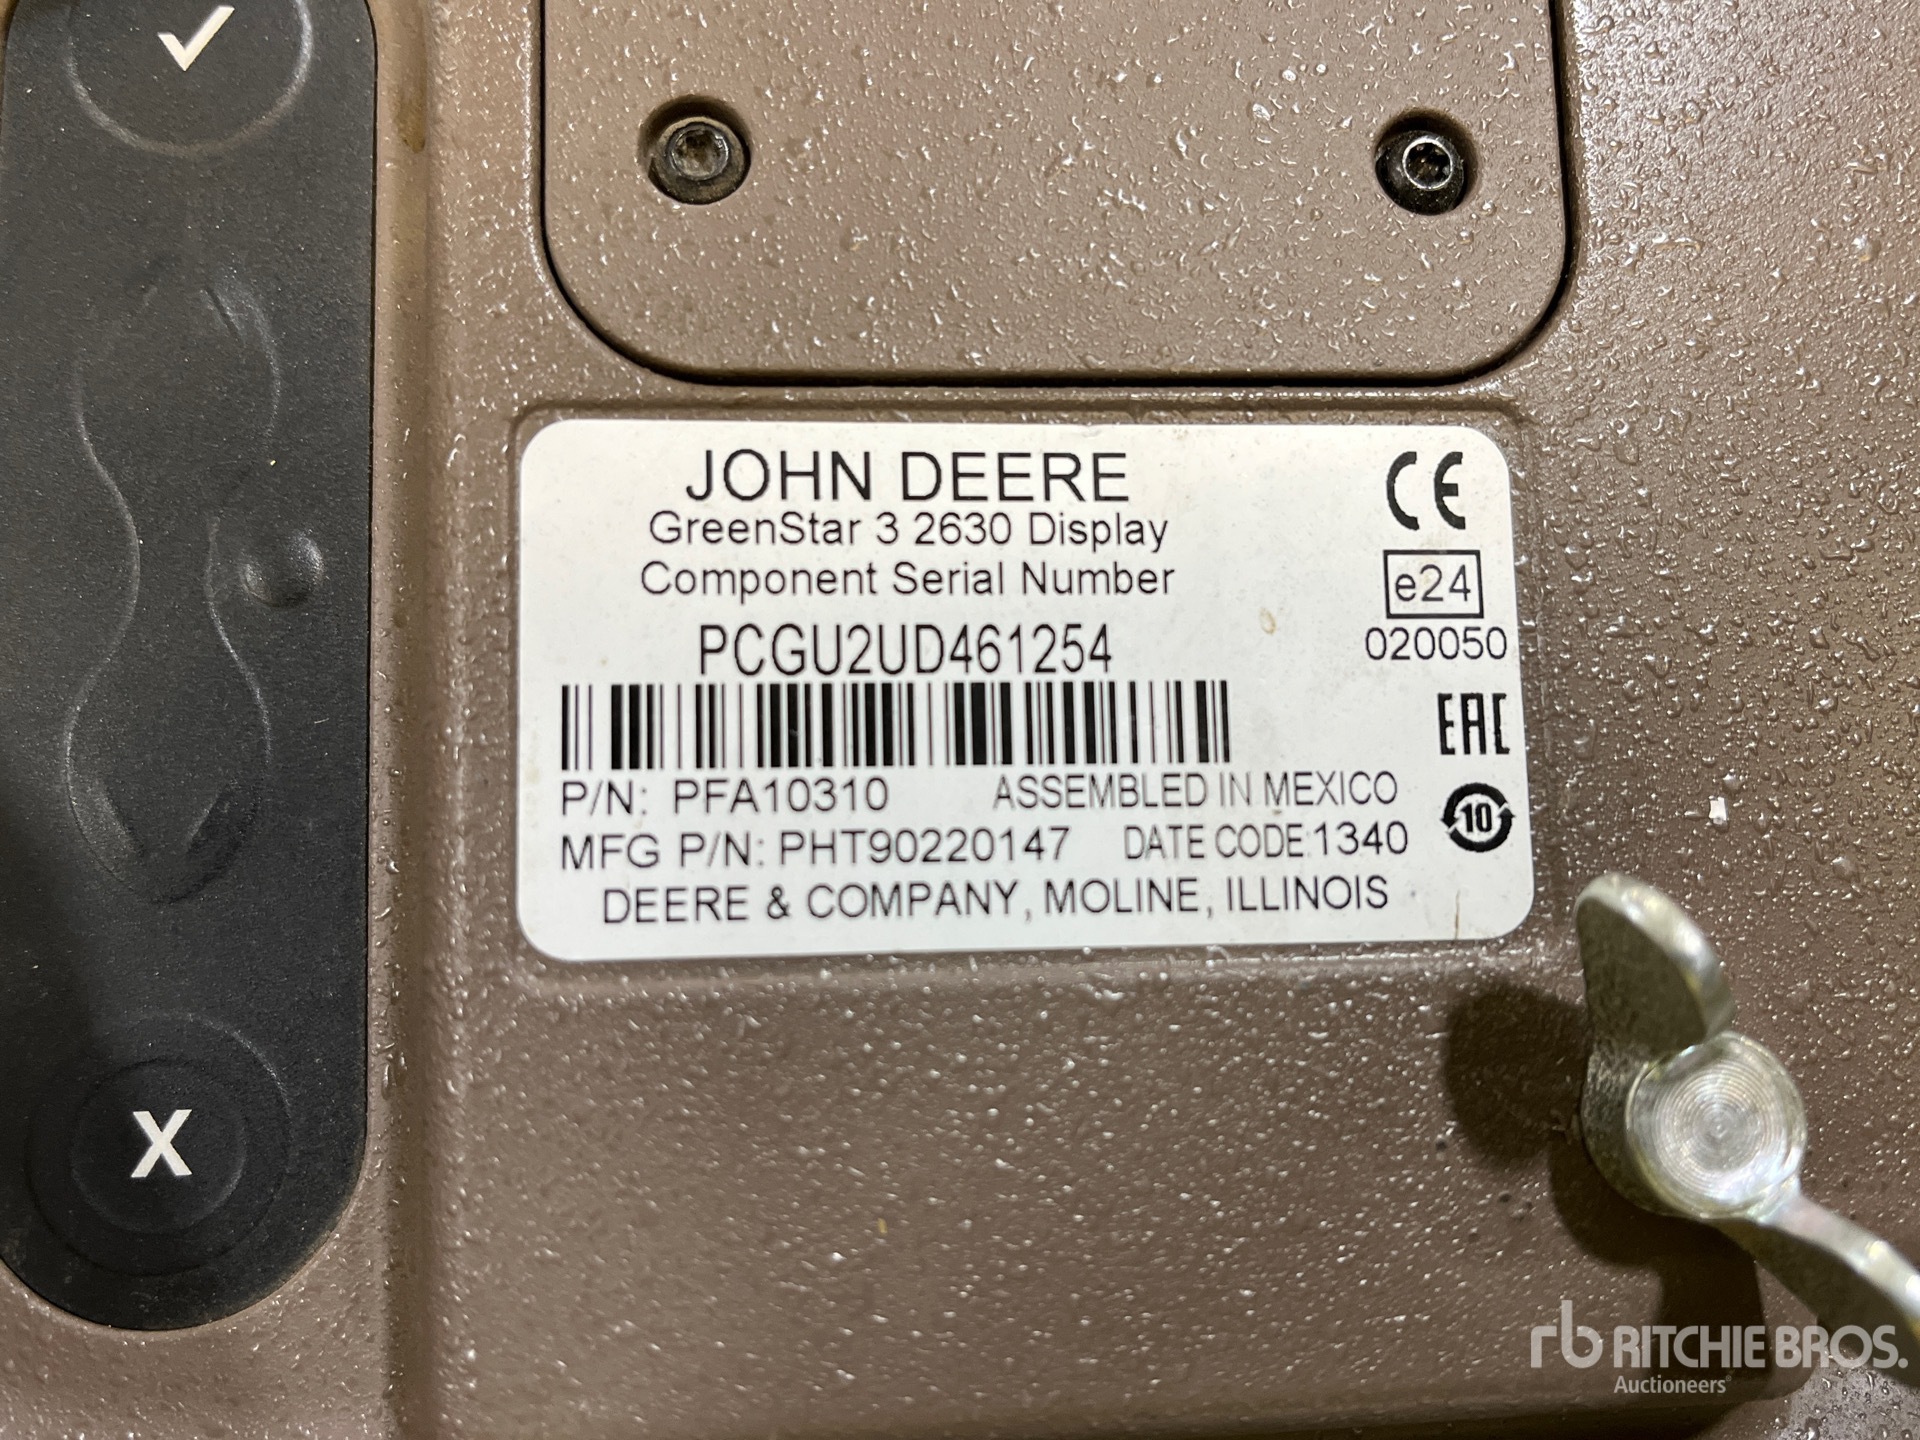 ✓
JOHN DEERE
GreenStar 3 2630 Display
Component Serial Number
PCGU2UD461254
P/N: PFA10310 ASSEMBLED IN MEXICO
MFG P/N: PHT90220147 DATE CODE:1340
DEERE & COMPANY, MOLINE, ILLINOIS
CE
e24
020050
EAC
10
X
rb RITCHIE BROS.
Auctioneers